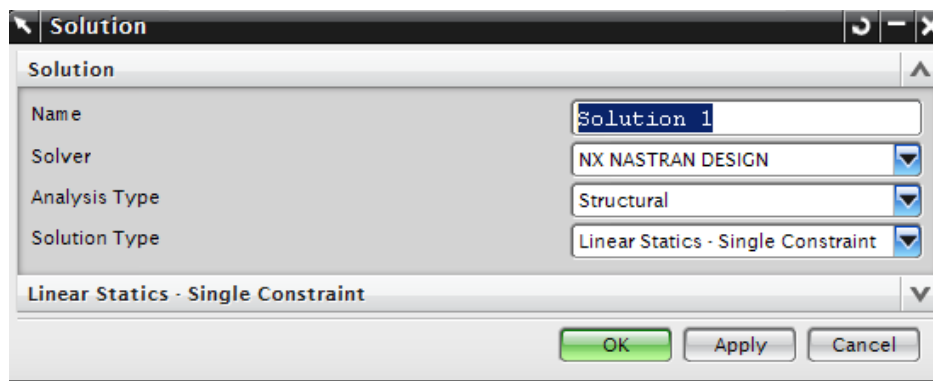 Solution
Solution
Name
Solution 1
Solver
NX NASTRAN DESIGN
Analysis Type
Structural
Solution Type
Linear Statics - Single Constraint
Linear Statics - Single Constraint
OK
Apply
Cancel